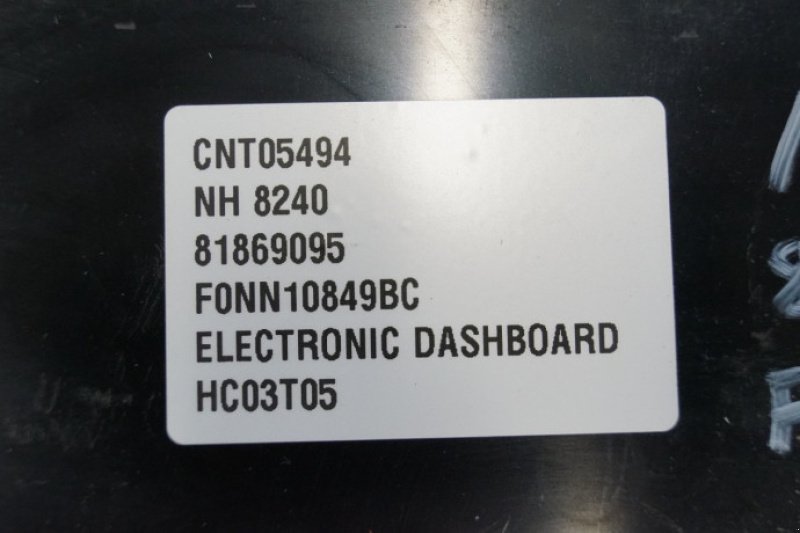 CNT05494
NH 8240
81869095
F0NN10849BC
ELECTRONIC DASHBOARD
HC03T05